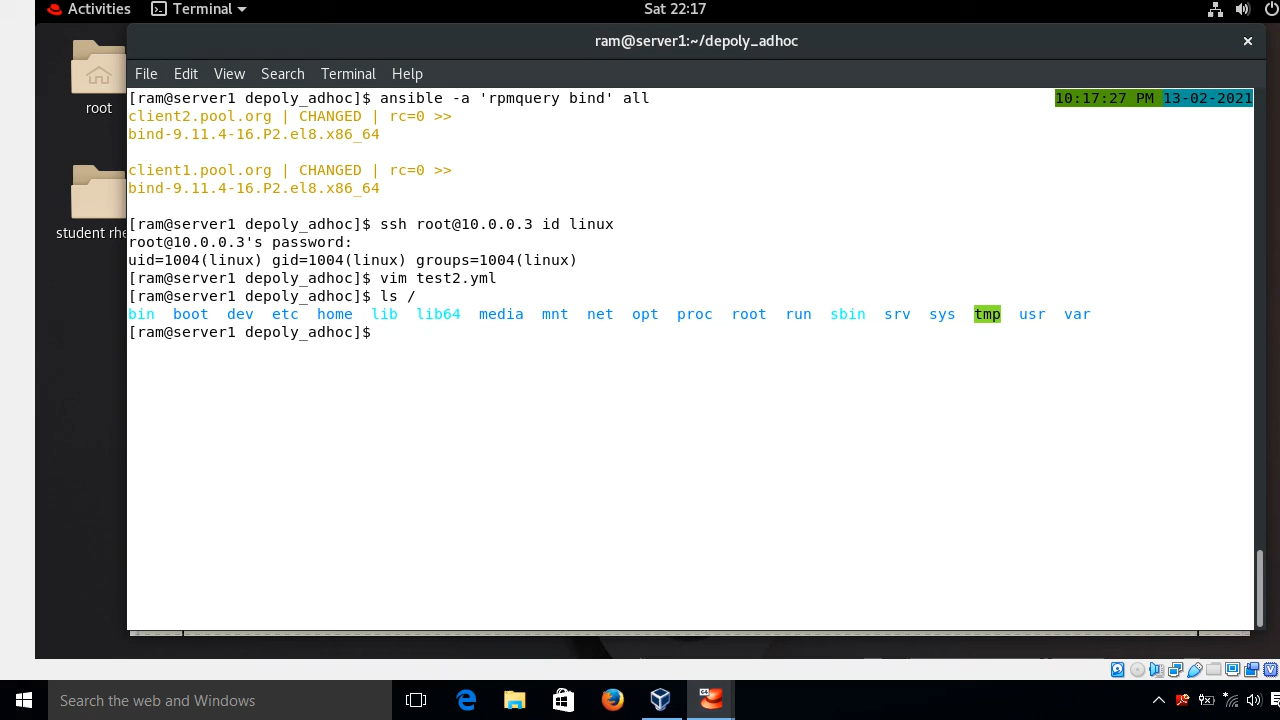 Activities Terminal Sat 22:17
root
student rhe
ram@server1:~/depoly_adhoc
File Edit View Search Terminal Help
[ram@server1 depoly_adhoc]$ ansible -a 'rpmquery bind' all 10:17:27 PM 13-02-2021
client2.pool.org | CHANGED | rc=0 >>
bind-9.11.4-16.P2.el8.x86_64
client1.pool.org | CHANGED | rc=0 >>
bind-9.11.4-16.P2.el8.x86_64
[ram@server1 depoly_adhoc]$ ssh root@10.0.0.3 id linux
root@10.0.0.3's password:
uid=1004(linux) gid=1004(linux) groups=1004(linux)
[ram@server1 depoly_adhoc]$ vim test2.yml
[ram@server1 depoly_adhoc]$ ls /
bin boot dev etc home lib lib64 media mnt net opt proc root run sbin srv sys tmp usr var
[ram@server1 depoly_adhoc]$
Search the web and Windows